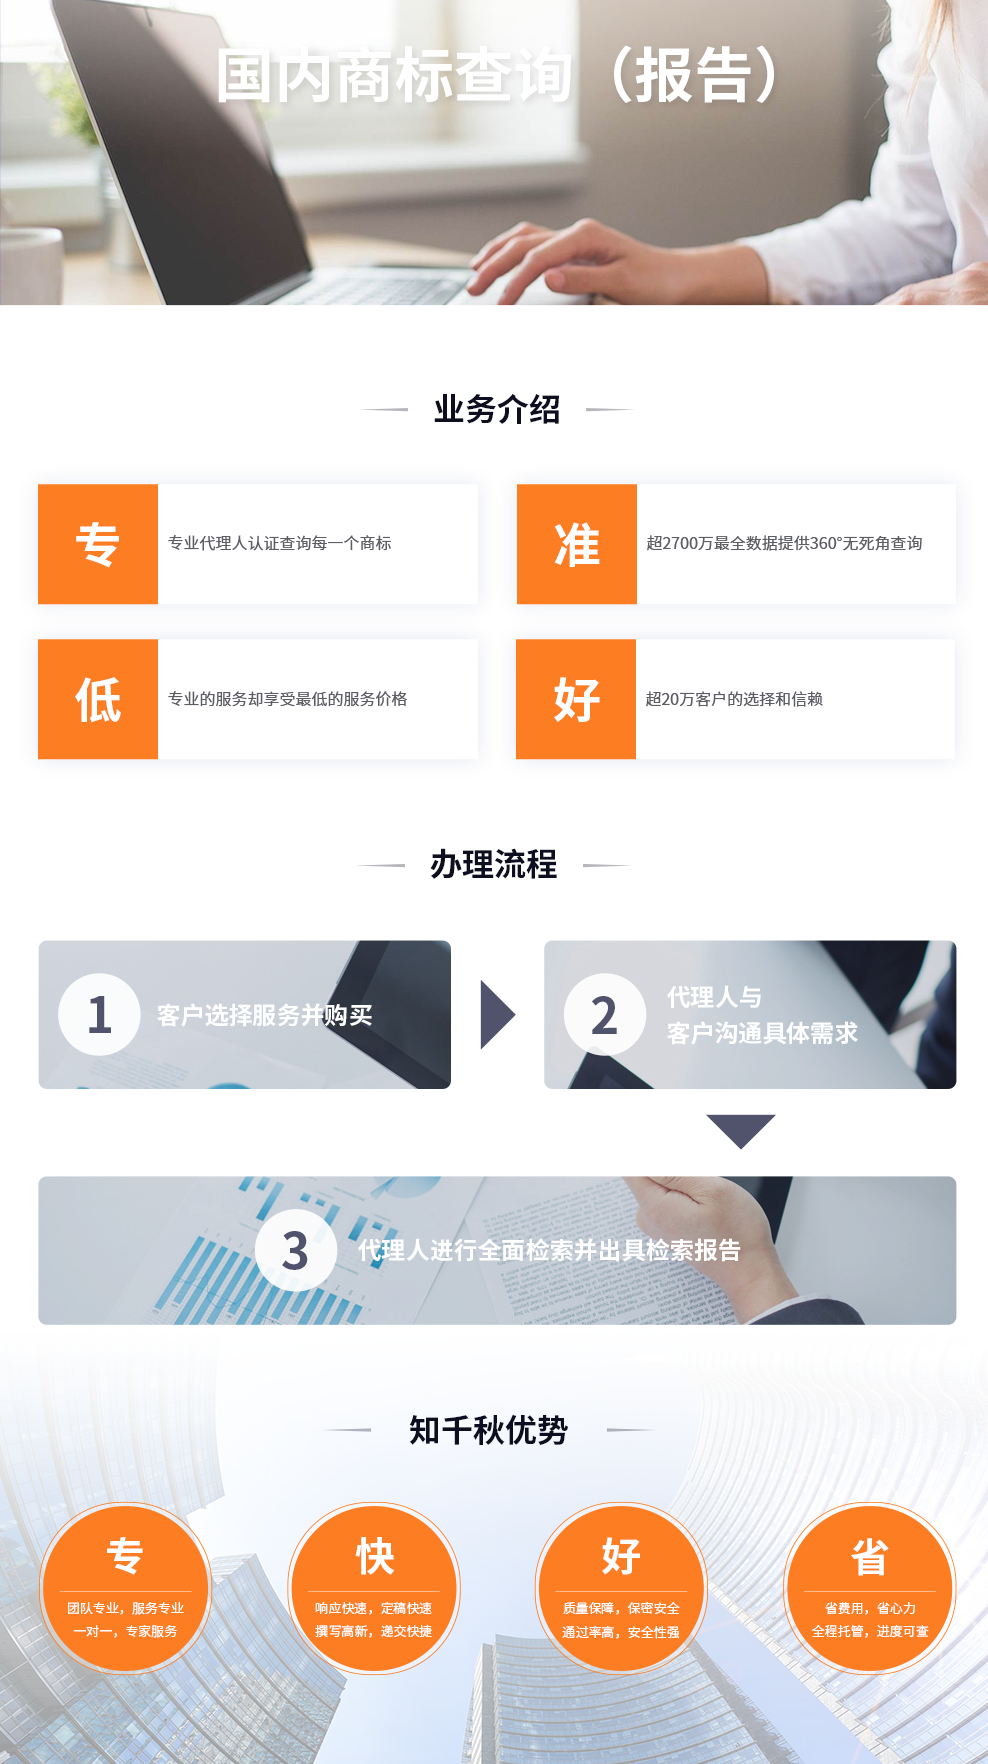 国内商标查询（报告）
业务介绍
专
专业代理人认证查询每一个商标
准
超2700万最全数据提供360°无死角查询
低
专业的服务却享受最低的服务价格
好
超20万客户的选择和信赖
办理流程
1
客户选择服务并购买
2
代理人与
客户沟通具体需求
3
代理人进行全面检索并出具检索报告
知千秋优势
专
团队专业，服务专业
一对一，专家服务
快
响应快速，定稿快速
撰写高新，递交快捷
好
质量保障，保密安全
通过率高，安全性强
省
省费用，省心力
全程托管，进度可查